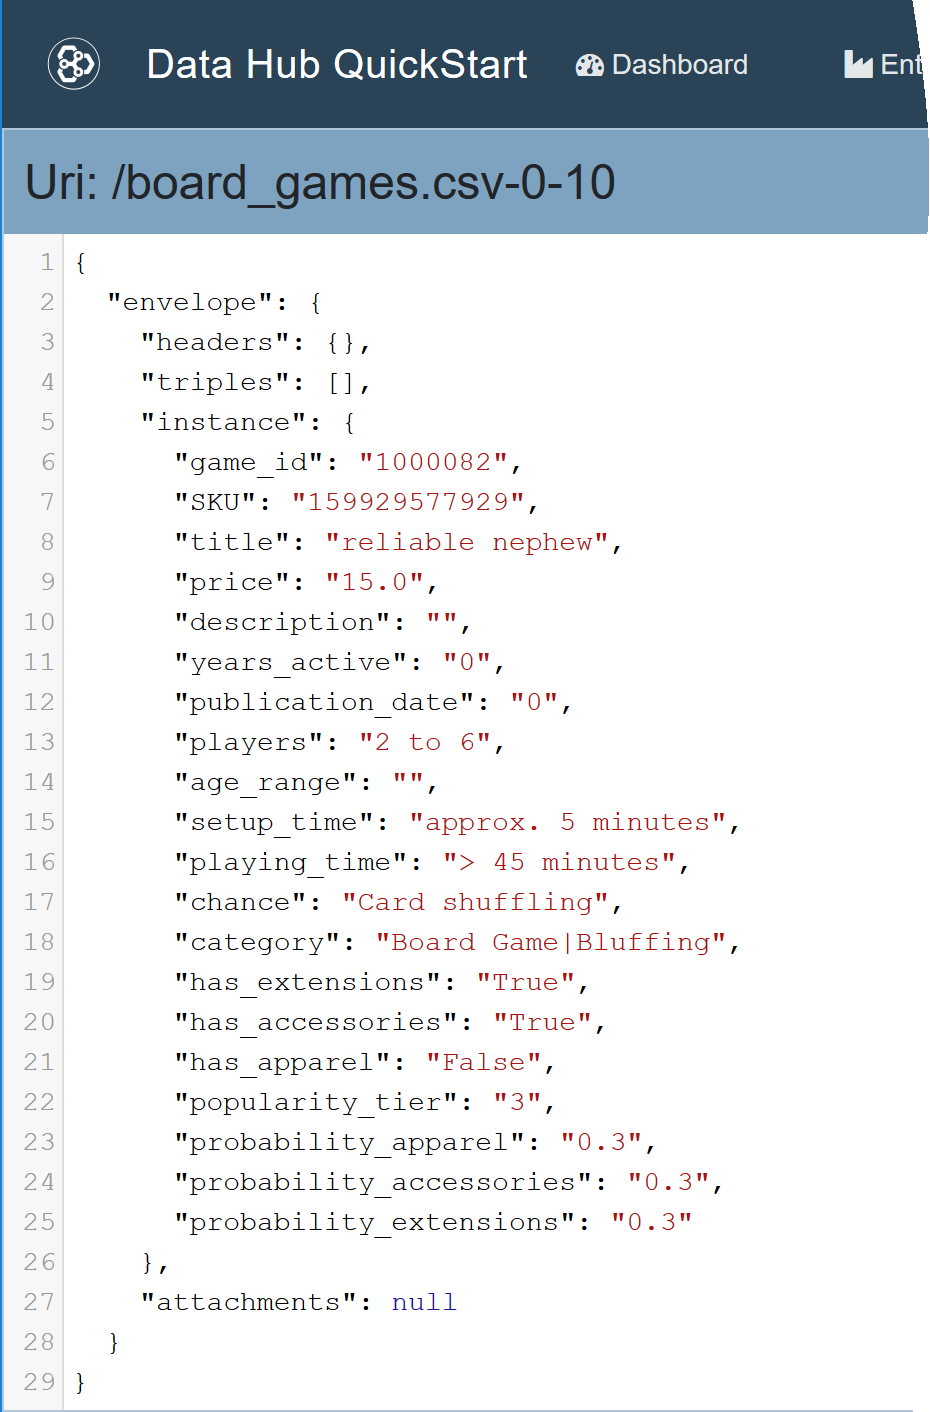 Data Hub QuickStart Dashboard Ent
Uri: /board_games.csv-0-10
1 {
2 "envelope": {
3 "headers": {},
4 "triples": [],
5 "instance": {
6 "game_id": "1000082",
7 "SKU": "159929577929",
8 "title": "reliable nephew",
9 "price": "15.0",
10 "description": "",
11 "years_active": "0",
12 "publication_date": "0",
13 "players": "2 to 6",
14 "age_range": "",
15 "setup_time": "approx. 5 minutes",
16 "playing_time": "> 45 minutes",
17 "chance": "Card shuffling",
18 "category": "Board Game|Bluffing",
19 "has_extensions": "True",
20 "has_accessories": "True",
21 "has_apparel": "False",
22 "popularity_tier": "3",
23 "probability_apparel": "0.3",
24 "probability_accessories": "0.3",
25 "probability_extensions": "0.3"
26 },
27 "attachments": null
28 }
29 }